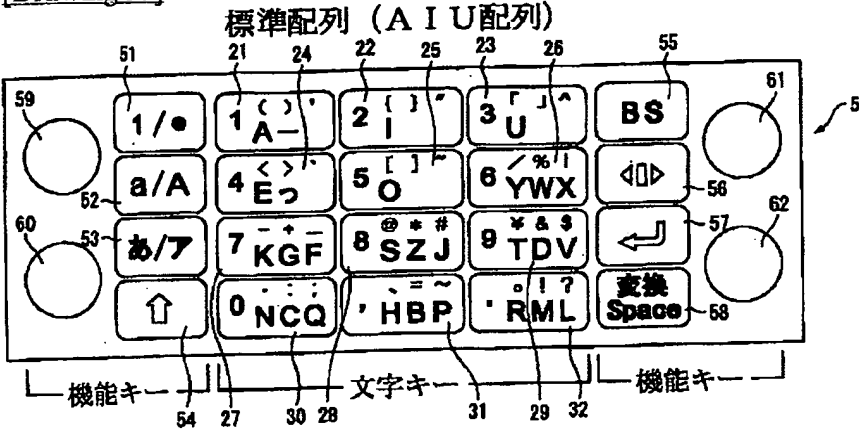 標準配列（AIU配列）
51 21 24 22 25 23 26 55
59 61 5
1/● 1 ( ) ' A− 2 { } " I 3 「 」 ^ U BS
a/A 4 < > ` Eっ 5 [ ] ~ O 6 / % | YWX ◁▯▷
52 56
60 53 57 62
あ/ア 7 − + _ KGF 8 @ * # SZJ 9 ¥ & $ TDV
⇧ 0 . : ; NCQ , 、 = ~ HBP . 。 ! ? RML 変換 Space
58
機能キー 文字キー 機能キー
54 27 30 28 31 29 32